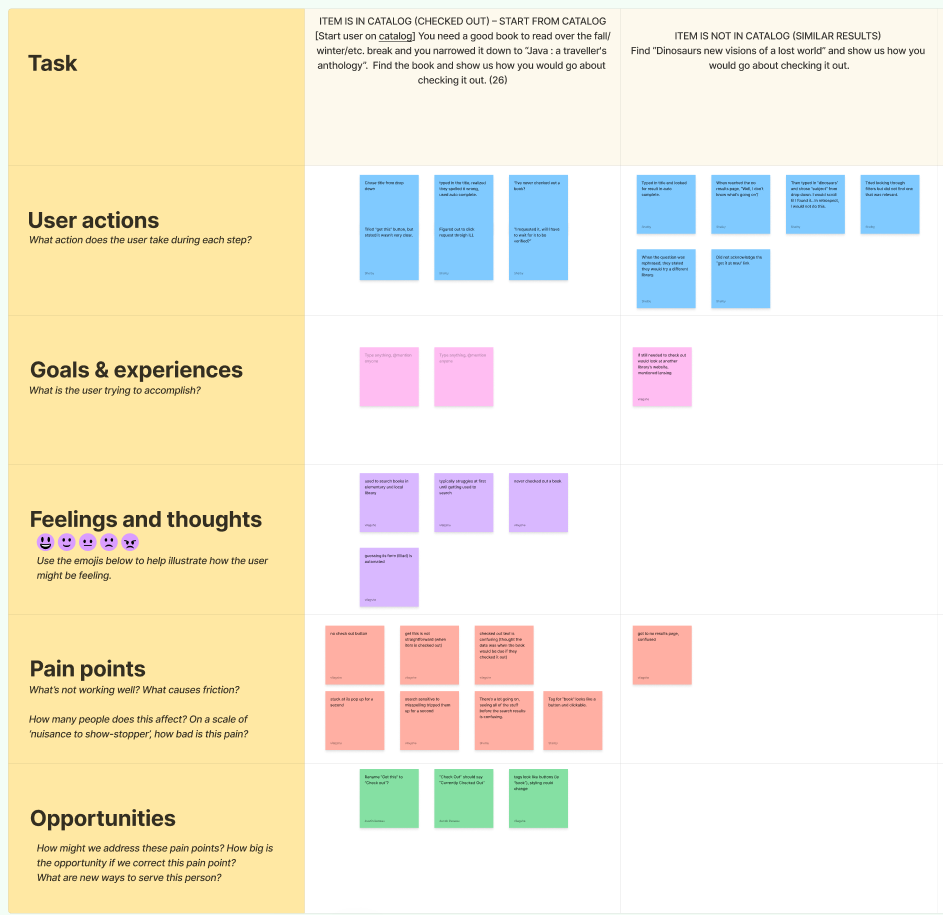 Task
ITEM IS IN CATALOG (CHECKED OUT) – START FROM CATALOG
[Start user on catalog] You need a good book to read over the fall/
winter/etc. break and you narrowed it down to "Java : a traveller's
anthology". Find the book and show us how you would go about
checking it out. (26)
ITEM IS NOT IN CATALOG (SIMILAR RESULTS)
Find "Dinosaurs new visions of a lost world" and show us how you
would go about checking it out.
User actions
What action does the user take during each step?
Chose title from drop
down
"Find "get this" button, but
stated it wasn't very clear.
typed in the title, realized
they spelled it wrong,
used auto complete
Figured out to click
request through ILL
"I've never checked out a
book"
"I requested it, will I have
to wait for it to be
verified?"
Typed in title and looked
for result in auto
complete
When reached the no
results page, "Well, I don't
know what's going on"
Then typed in "dinosaurs"
and chose "subject" from
drop down. I would scroll
till I found it. In retrospect,
I would not do this.
Tried looking through
filters but did not find one
that was relevant
When the question was
rephrased, they stated
they would try a different
library
Did not acknowledge the
"get it at nau" link
Goals & experiences
What is the user trying to accomplish?
Type anything, @mention
anyone
Type anything, @mention
anyone
if still needed to check out
would look at another
library's website,
mentioned lansing
Feelings and thoughts
Use the emojis below to help illustrate how the user
might be feeling.
used to search books in
elementary and local
library
typically struggles at first
until getting used to
search
never checked out a book
guessing its form (illiad) is
automated
Pain points
What's not working well? What causes friction?
How many people does this affect? On a scale of
'nuisance to show-stopper', how bad is this pain?
no check out button
get this is not
straightforward (when
item is checked out)
checked out text is
confusing (thought the
date was when the book
would be due if they
checked it out)
stuck at ils pop up for a
second
search sensitive to
misspelling tripped them
up for a second
There's a lot going on,
seeing all of the stuff
before the search results
is confusing.
Tag for "book" looks like a
button and clickable.
got to no results page,
confused
Opportunities
How might we address these pain points? How big is
the opportunity if we correct this pain point?
What are new ways to serve this person?
Rename "Get this" to
"Check out"?
"Check Out" should say
"Currently Checked Out"
tags look like buttons (ie
'book'), styling could
change